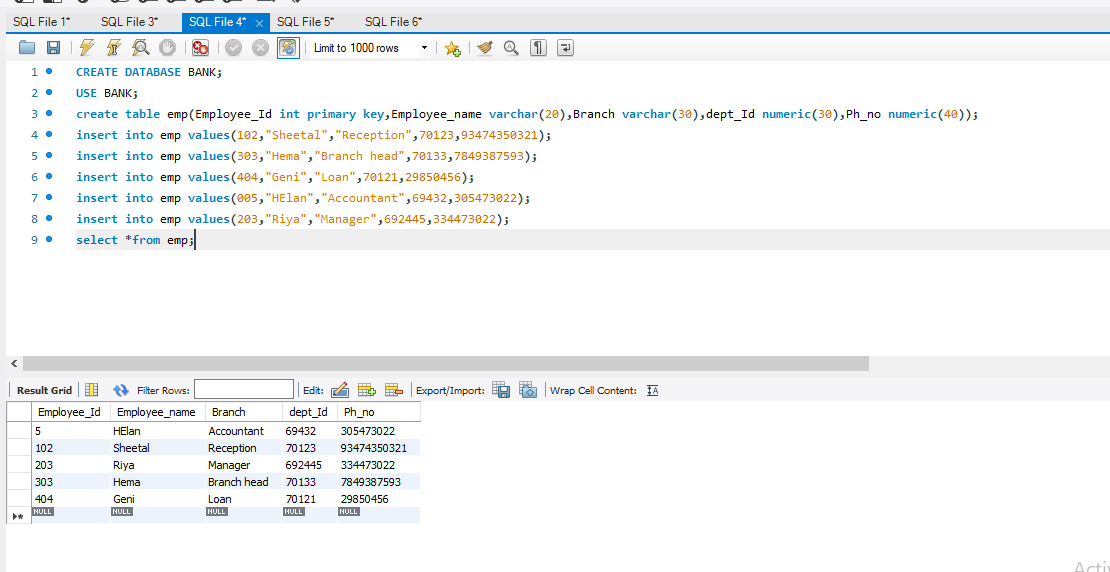 SQL File 1* SQL File 3* SQL File 4* SQL File 5* SQL File 6*
Limit to 1000 rows
1 CREATE DATABASE BANK;
2 USE BANK;
3 create table emp(Employee_Id int primary key,Employee_name varchar(20),Branch varchar(30),dept_Id numeric(30),Ph_no numeric(40));
4 insert into emp values(102,"Sheetal","Reception",70123,93474350321);
5 insert into emp values(303,"Hema","Branch head",70133,7849387593);
6 insert into emp values(404,"Geni","Loan",70121,29850456);
7 insert into emp values(005,"HElan","Accountant",69432,305473022);
8 insert into emp values(203,"Riya","Manager",692445,334473022);
9 select *from emp;
Result Grid Filter Rows: Edit: Export/Import: Wrap Cell Content:
Employee_Id Employee_name Branch dept_Id Ph_no
5 HElan Accountant 69432 305473022
102 Sheetal Reception 70123 93474350321
203 Riya Manager 692445 334473022
303 Hema Branch head 70133 7849387593
404 Geni Loan 70121 29850456
NULL NULL NULL NULL NULL